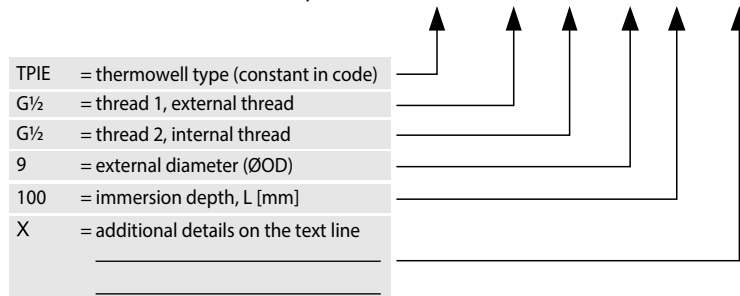 TPIE = thermowell type (constant in code)
G½ = thread 1, external thread
G½ = thread 2, internal thread
9 = external diameter (ØOD)
100 = immersion depth, L [mm]
X = additional details on the text line